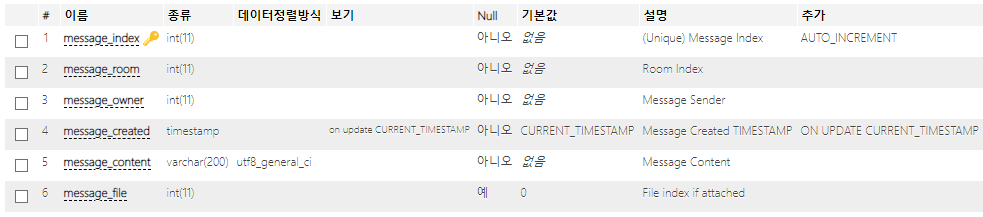 # 이름 종류 데이터정렬방식 보기 Null 기본값 설명 추가
1 message_index int(11) 아니오 없음 (Unique) Message Index AUTO_INCREMENT
2 message_room int(11) 아니오 없음 Room Index
3 message_owner int(11) 아니오 없음 Message Sender
4 message_created timestamp on update CURRENT_TIMESTAMP 아니오 CURRENT_TIMESTAMP Message Created TIMESTAMP ON UPDATE CURRENT_TIMESTAMP
5 message_content varchar(200) utf8_general_ci 아니오 없음 Message Content
6 message_file int(11) 예 0 File index if attached